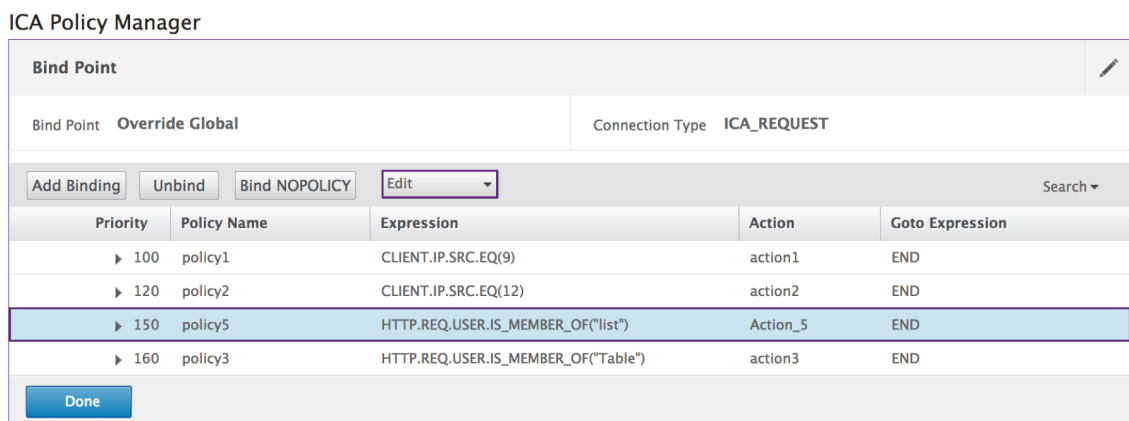 ICA Policy Manager
Bind Point
Bind Point Override Global Connection Type ICA_REQUEST
Add Binding Unbind Bind NOPOLICY Edit Search
Priority Policy Name Expression Action Goto Expression
100 policy1 CLIENT.IP.SRC.EQ(9) action1 END
120 policy2 CLIENT.IP.SRC.EQ(12) action2 END
150 policy5 HTTP.REQ.USER.IS_MEMBER_OF("list") Action_5 END
160 policy3 HTTP.REQ.USER.IS_MEMBER_OF("Table") action3 END
Done